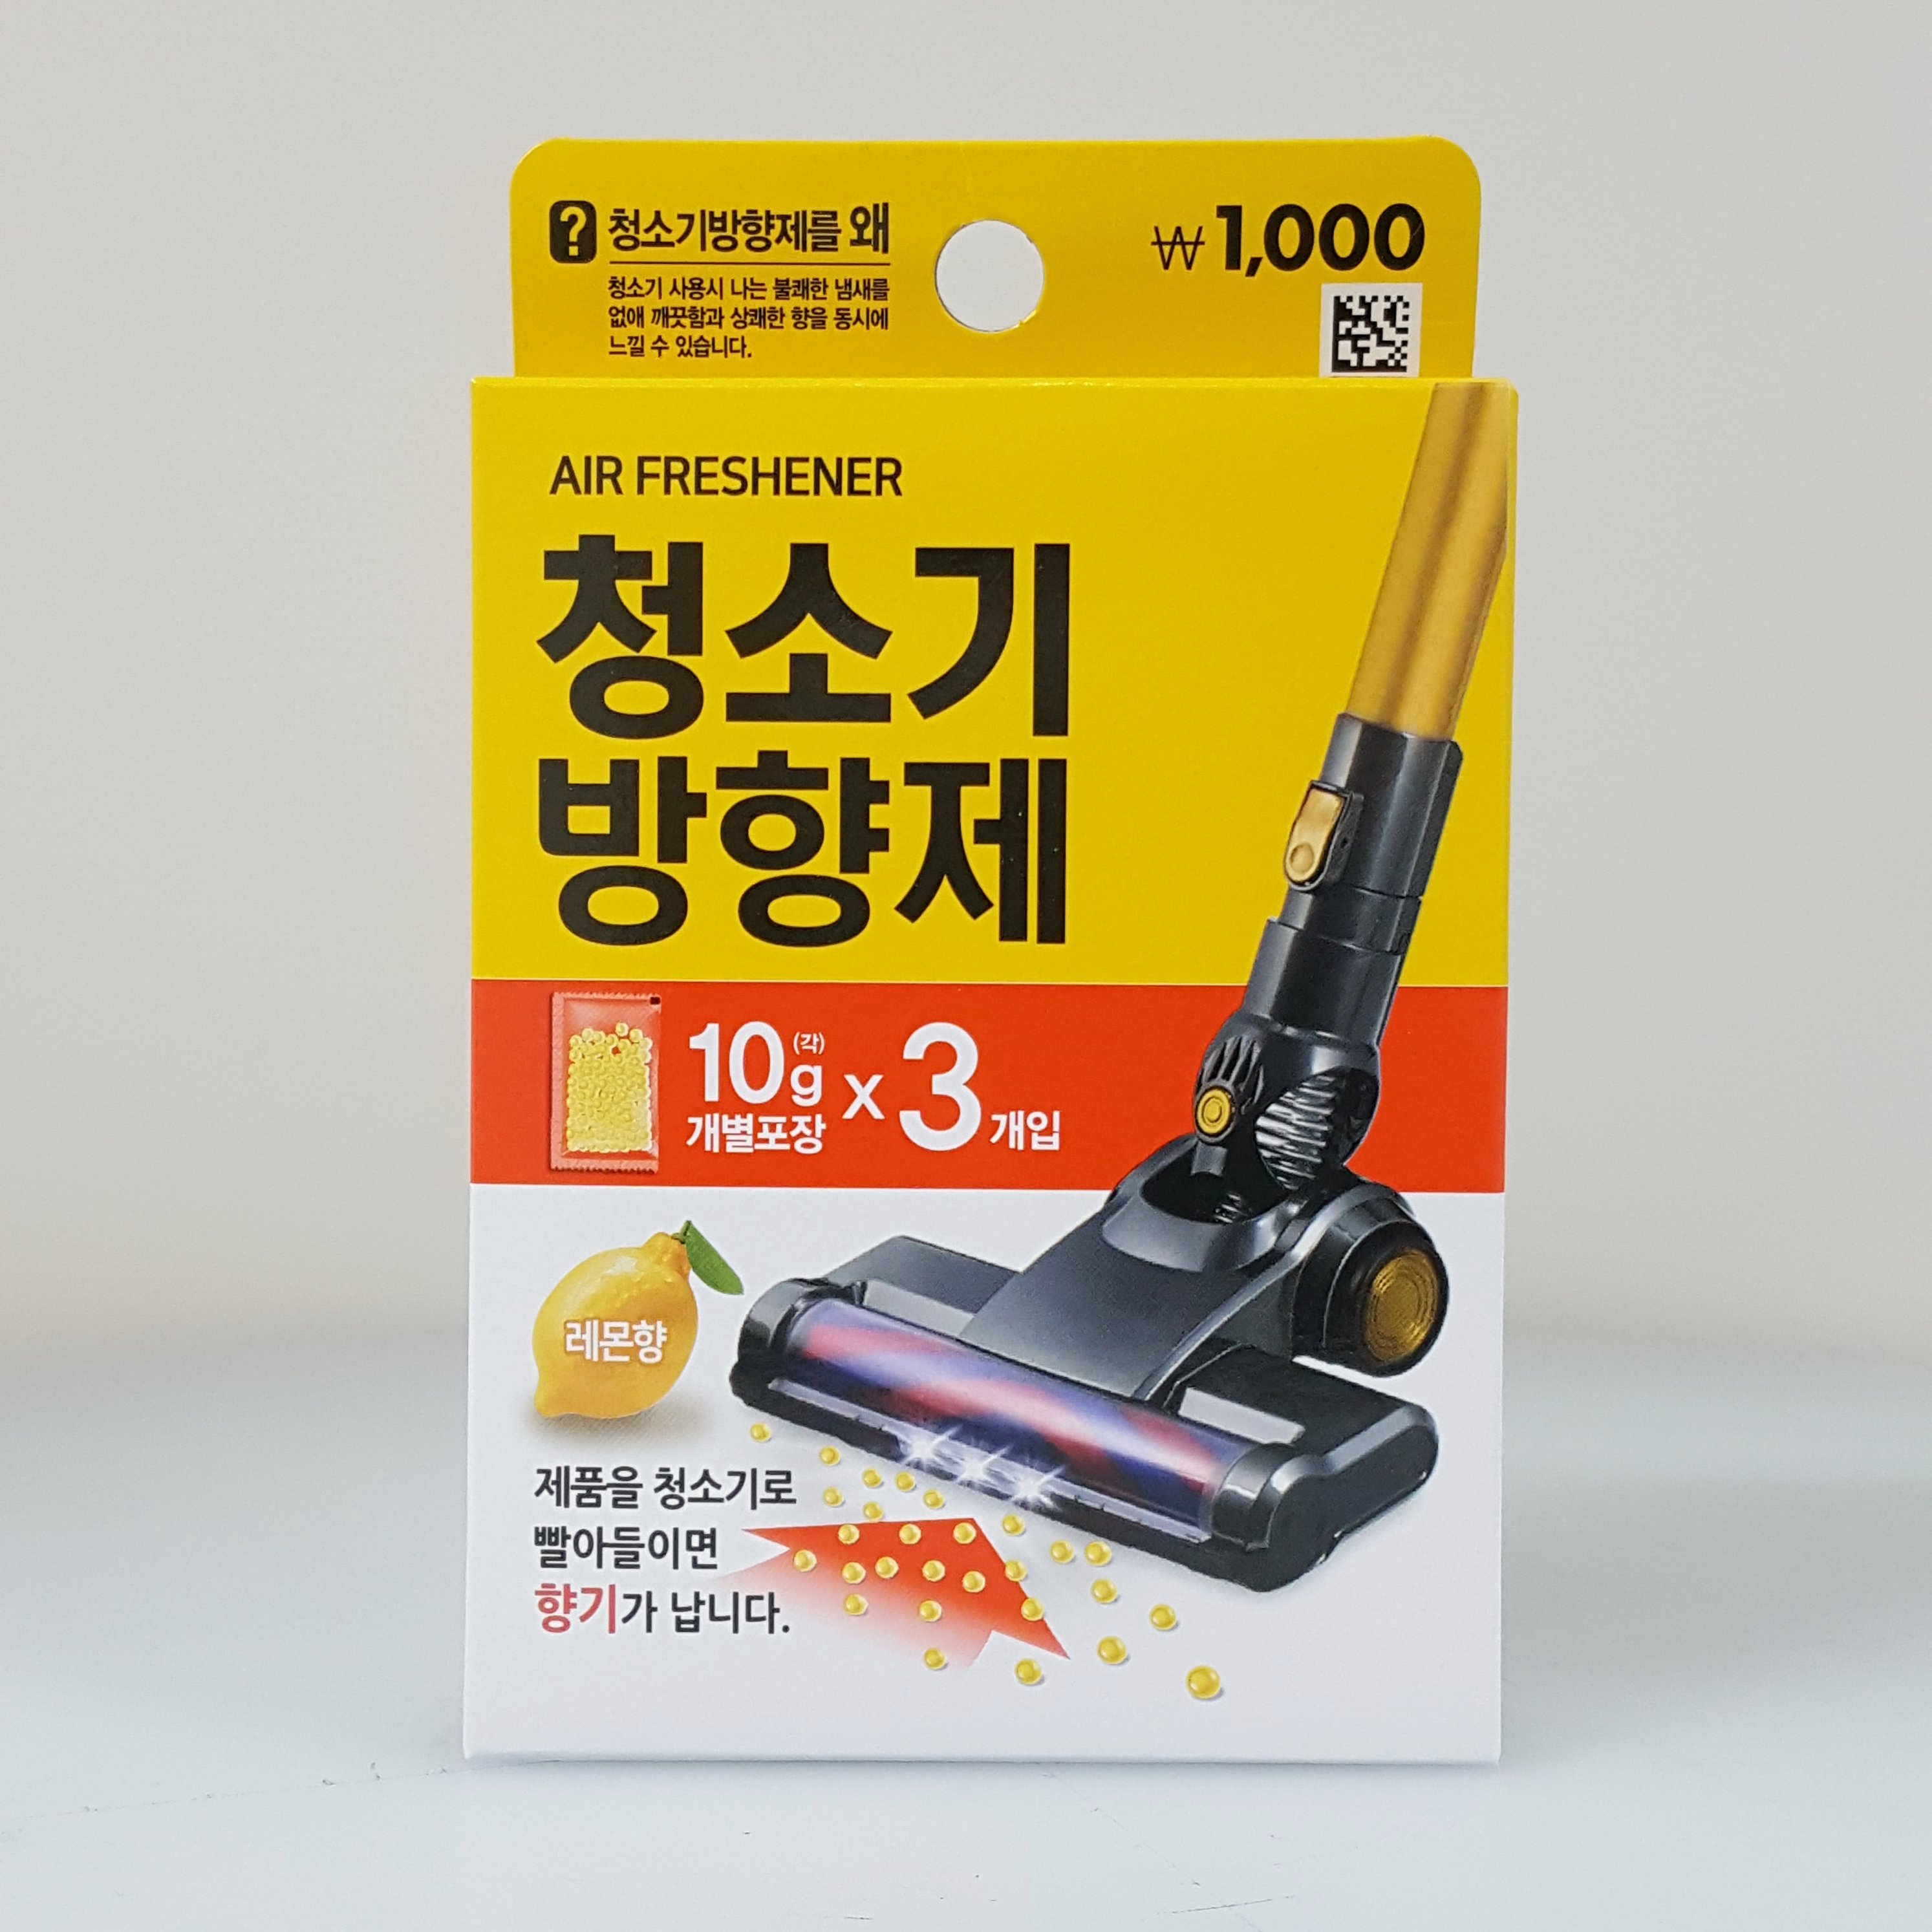 ? 청소기방향제를 왜
청소기 사용시 나는 불쾌한 냄새를
없애 깨끗함과 상쾌한 향을 동시에
느낄 수 있습니다.
₩1,000
AIR FRESHENER
청소기
방향제
10g (각) 개별포장 x 3개입
레몬향
제품을 청소기로
빨아들이면
향기가 납니다.